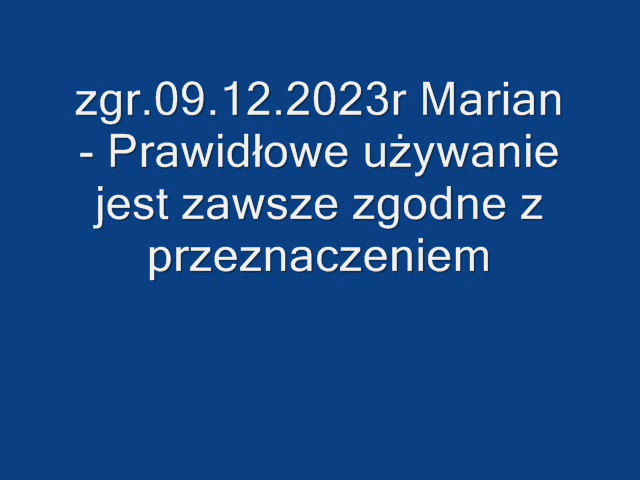 zgr.09.12.2023r Marian
- Prawidłowe używanie
jest zawsze zgodne z
przeznaczeniem